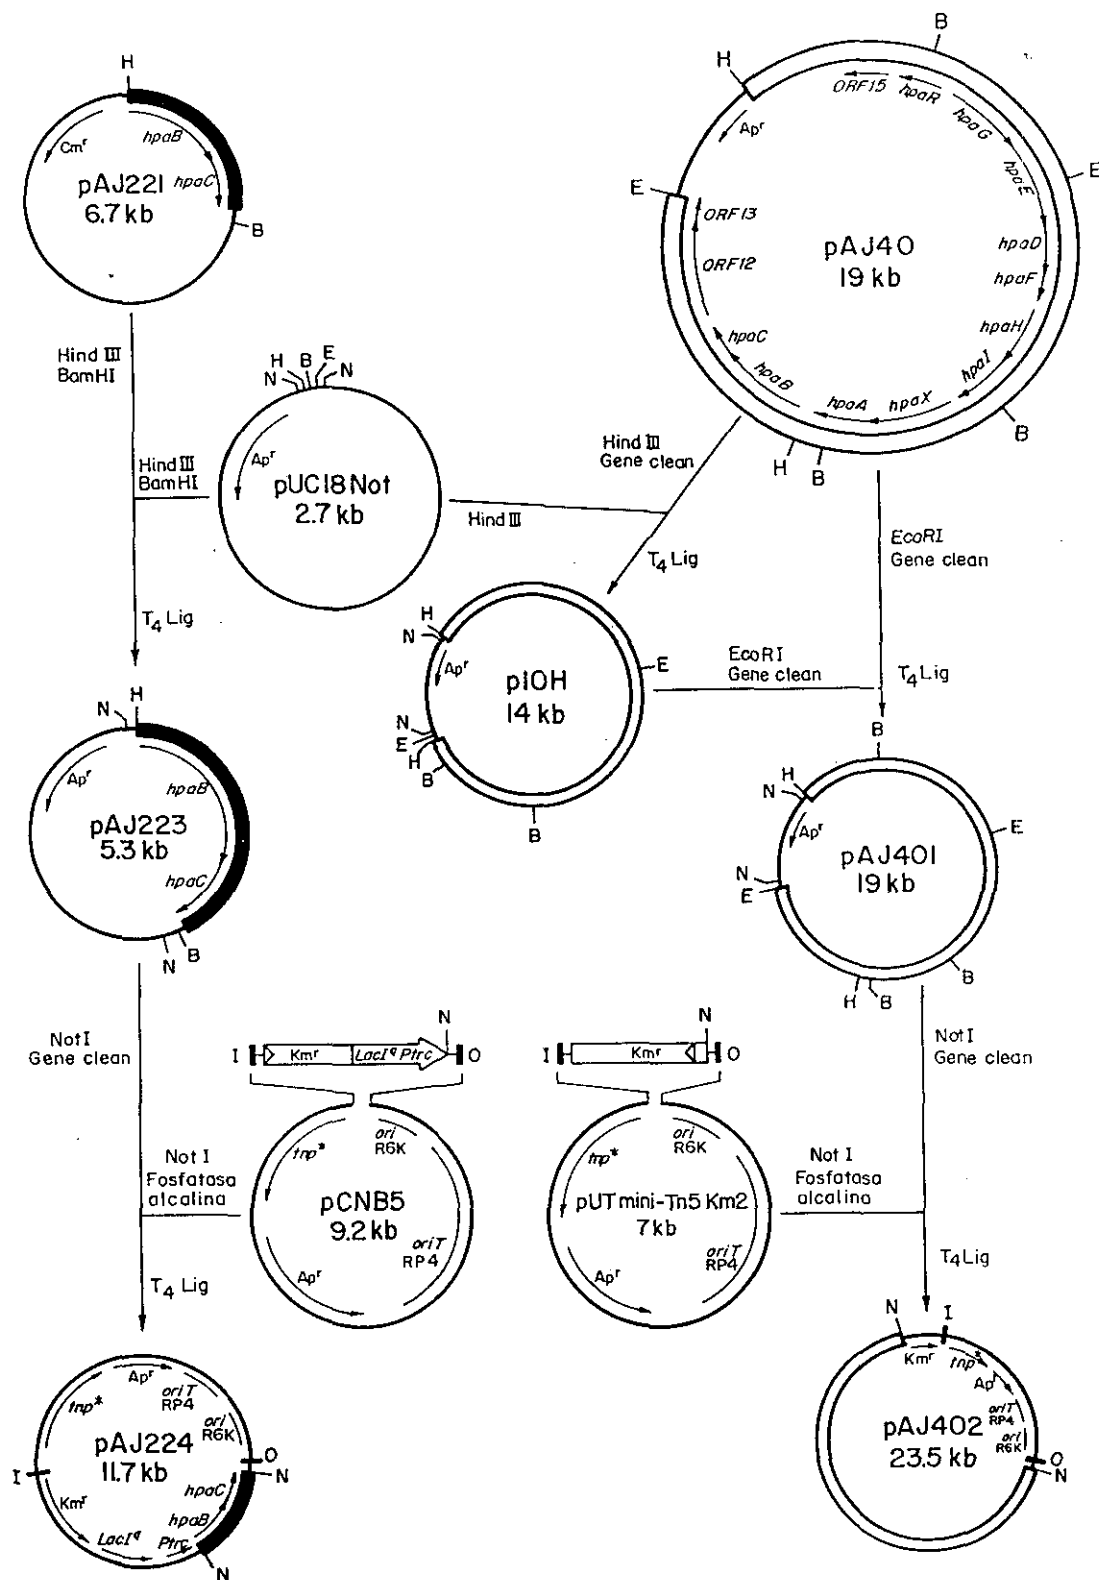 H
hpaB
Cmʳ
hpaC
pAJ221
6.7 kb
B
B
H
ORF15
hpaR
Apʳ
hpaG
E
E
hpaE
ORF13
pAJ40
19 kb
hpaD
ORF12
hpaF
hpaC
hpaH
hpaB
hpaI
hpaA
hpaX
B
H
B
Hind III
BamHI
H B E
N N
Hind III
BamHI
Apʳ
pUC18Not
2.7 kb
Hind III
Gene clean
Hind III
EcoRI
Gene clean
T4 Lig
T4 Lig
H
N
Apʳ
E
EcoRI
Gene clean
T4 Lig
p10H
14 kb
N
E
H
B
B
H
N
Apʳ
hpaB
pAJ223
5.3 kb
hpaC
B
N
B
H
N
Apʳ
E
pAJ401
19 kb
N
E
B
H
B
Not I
Gene clean
N
I
Kmʳ
LacIq Ptrc
O
N
I
Kmʳ
O
Not I
Gene clean
tnp*
ori
R6K
tnp*
ori
R6K
Not I
Fosfatasa
alcalina
pCNB5
9.2 kb
oriT
RP4
Apʳ
pUT mini-Tn5 Km2
7 kb
oriT
RP4
Apʳ
Not I
Fosfatasa
alcalina
T4 Lig
T4 Lig
Apʳ
oriT
RP4
tnp*
ori
R6K
pAJ224
11.7 kb
O
I
N
Kmʳ
hpaC
hpaB
LacIq
Ptrc
N
N
I
Kmʳ
tnp*
Apʳ
oriT
RP4
pAJ402
23.5 kb
ori
R6K
O
N